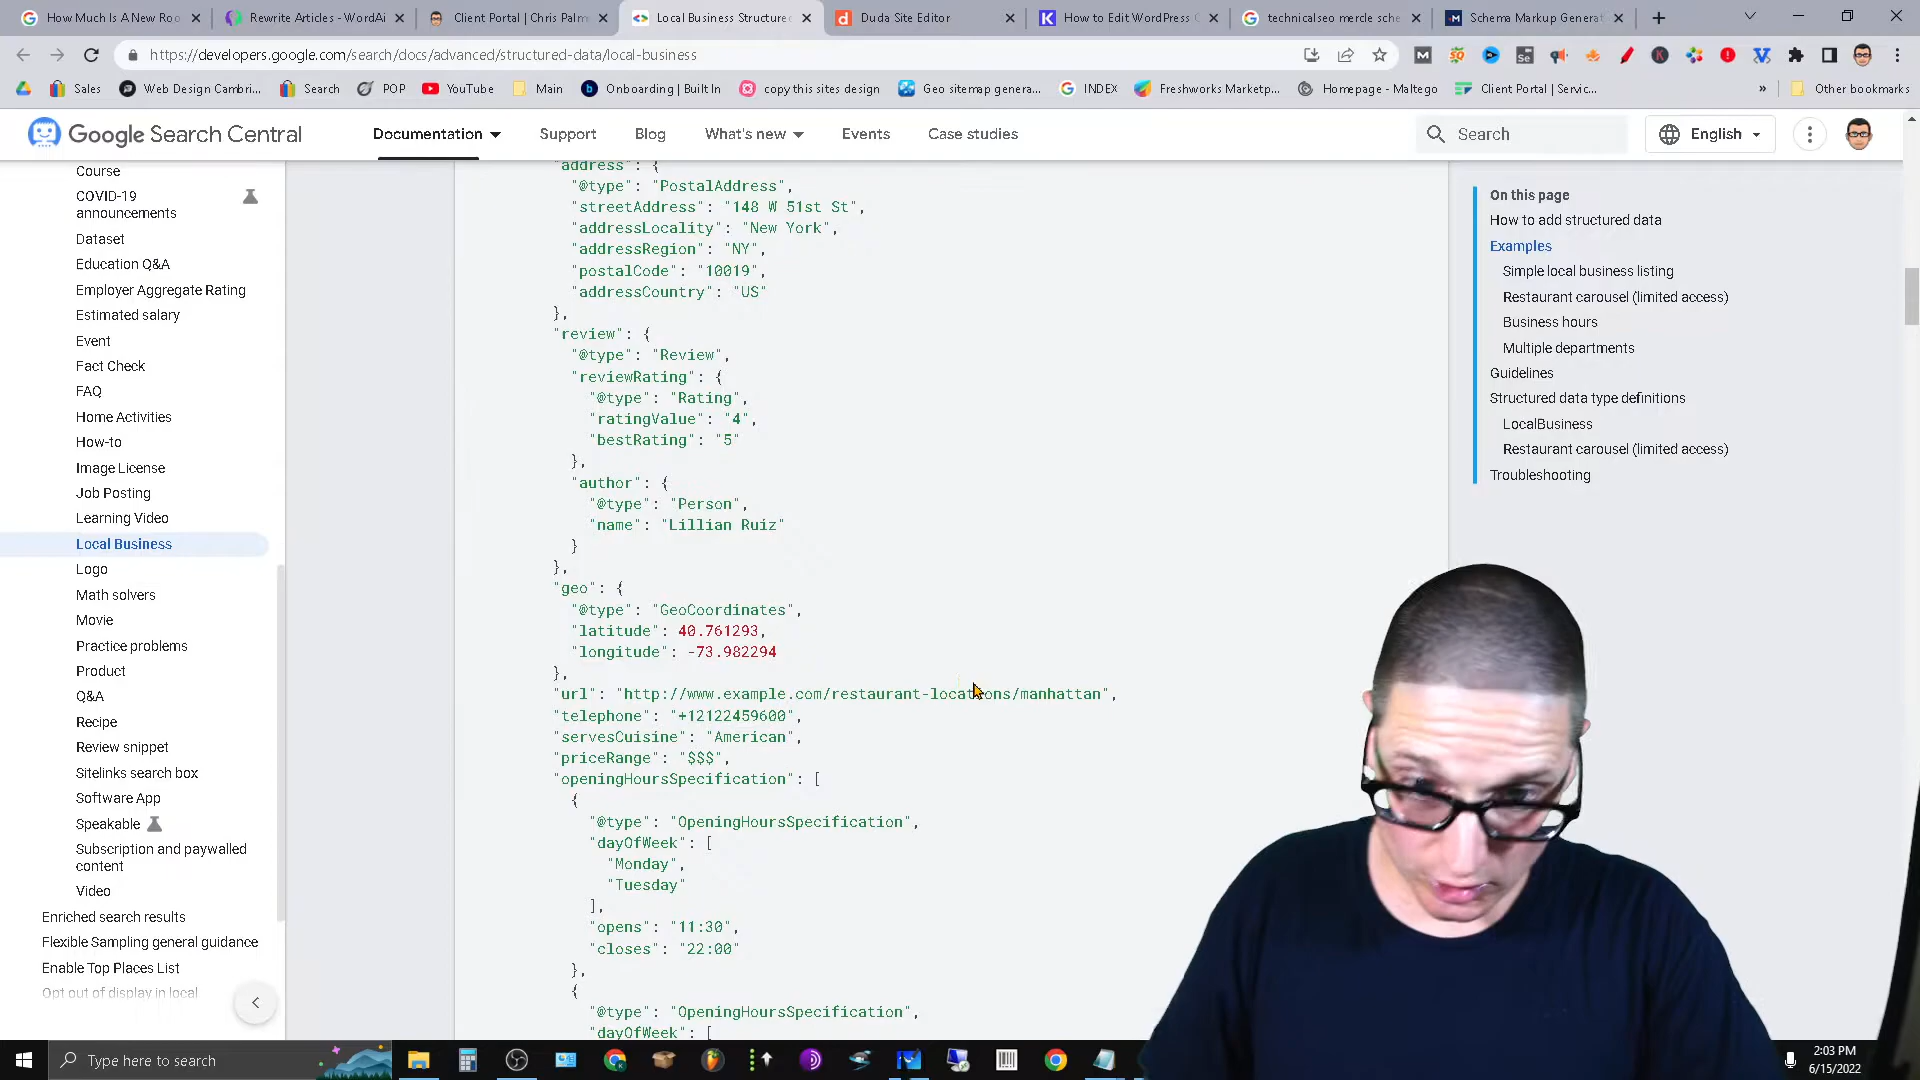 How Much Is A New Roo
Rewrite Articles - WordAi
Client Portal | Chris Palm
Local Business Structure
Duda Site Editor
How to Edit WordPress C
technicalseo mercle sche
Schema Markup Generat
https://developers.google.com/search/docs/advanced/structured-data/local-business
Sales
Web Design Cambri...
Search
POP
YouTube
Main
Onboarding | Built In
copy this sites design
Geo sitemap genera...
INDEX
Freshworks Marketp...
Homepage - Maltego
Client Portal | Servic...
»
Other bookmarks
Google Search Central
Documentation
Support
Blog
What's new
Events
Case studies
Search
English
Course
COVID-19
announcements
Dataset
Education Q&A
Employer Aggregate Rating
Estimated salary
Event
Fact Check
FAQ
Home Activities
How-to
Image License
Job Posting
Learning Video
Local Business
Logo
Math solvers
Movie
Practice problems
Product
Q&A
Recipe
Review snippet
Sitelinks search box
Software App
Speakable
Subscription and paywalled
content
Video
Enriched search results
Flexible Sampling general guidance
Enable Top Places List
Opt out of display in local
"address": {
"@type": "PostalAddress",
"streetAddress": "148 W 51st St",
"addressLocality": "New York",
"addressRegion": "NY",
"postalCode": "10019",
"addressCountry": "US"
},
"review": {
"@type": "Review",
"reviewRating": {
"@type": "Rating",
"ratingValue": "4",
"bestRating": "5"
},
"author": {
"@type": "Person",
"name": "Lillian Ruiz"
}
},
"geo": {
"@type": "GeoCoordinates",
"latitude": 40.761293,
"longitude": -73.982294
},
"url": "http://www.example.com/restaurant-locations/manhattan",
"telephone": "+12122459600",
"servesCuisine": "American",
"priceRange": "$$$",
"openingHoursSpecification": [
{
"@type": "OpeningHoursSpecification",
"dayOfWeek": [
"Monday",
"Tuesday"
],
"opens": "11:30",
"closes": "22:00"
},
{
"@type": "OpeningHoursSpecification",
"dayOfWeek": [
On this page
How to add structured data
Examples
Simple local business listing
Restaurant carousel (limited access)
Business hours
Multiple departments
Guidelines
Structured data type definitions
LocalBusiness
Restaurant carousel (limited access)
Troubleshooting
Type here to search
2:03 PM
6/15/2022